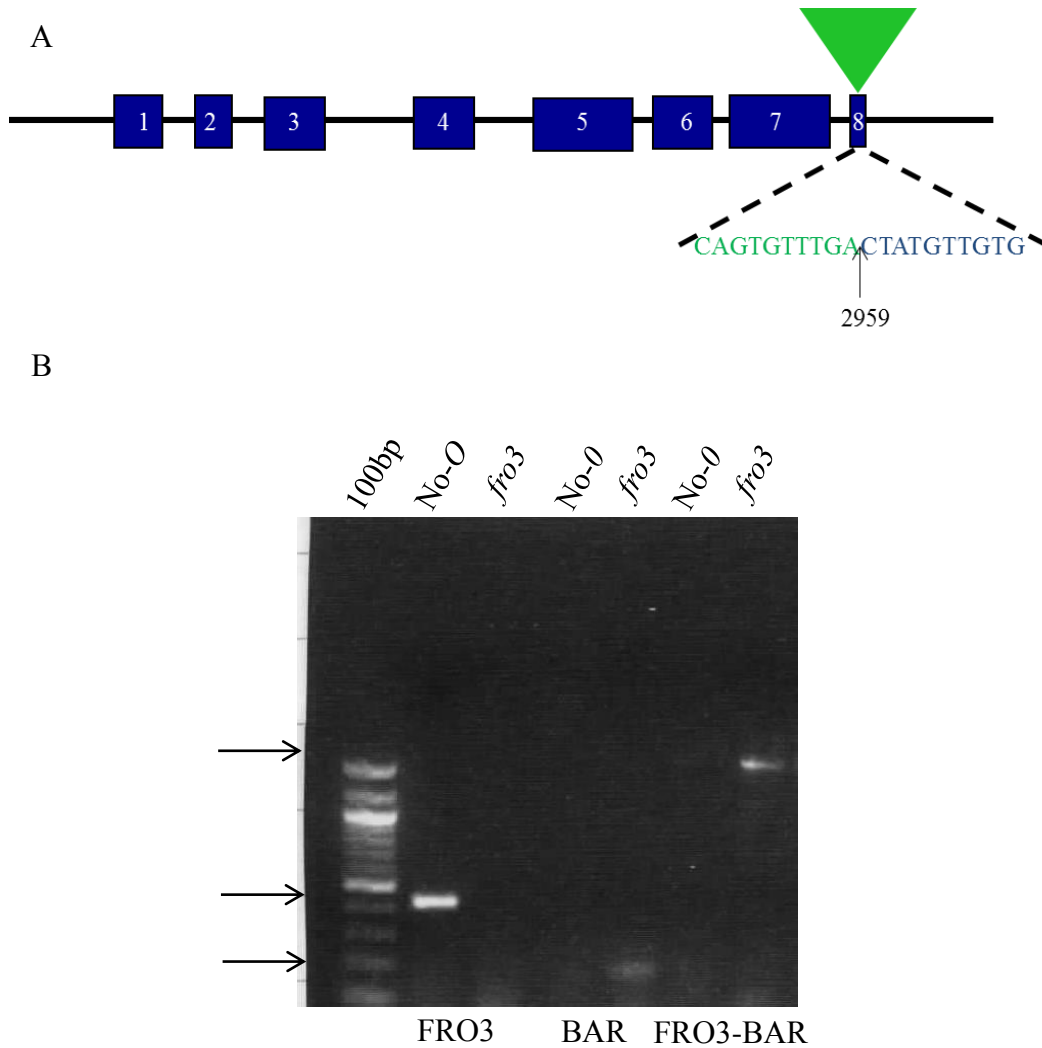 A
1 2 3 4 5 6 7 8
CAGTGTTTGACTATGTTGTG
2959
B
100bp No-O fro3 No-0 fro3 No-0 fro3
FRO3 BAR FRO3-BAR